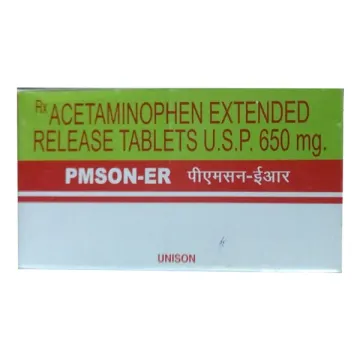 Rx ACETAMINOPHEN EXTENDED
RELEASE TABLETS U.S.P. 650 mg.
PMSON-ER पीएमसन-ईआर
UNISON